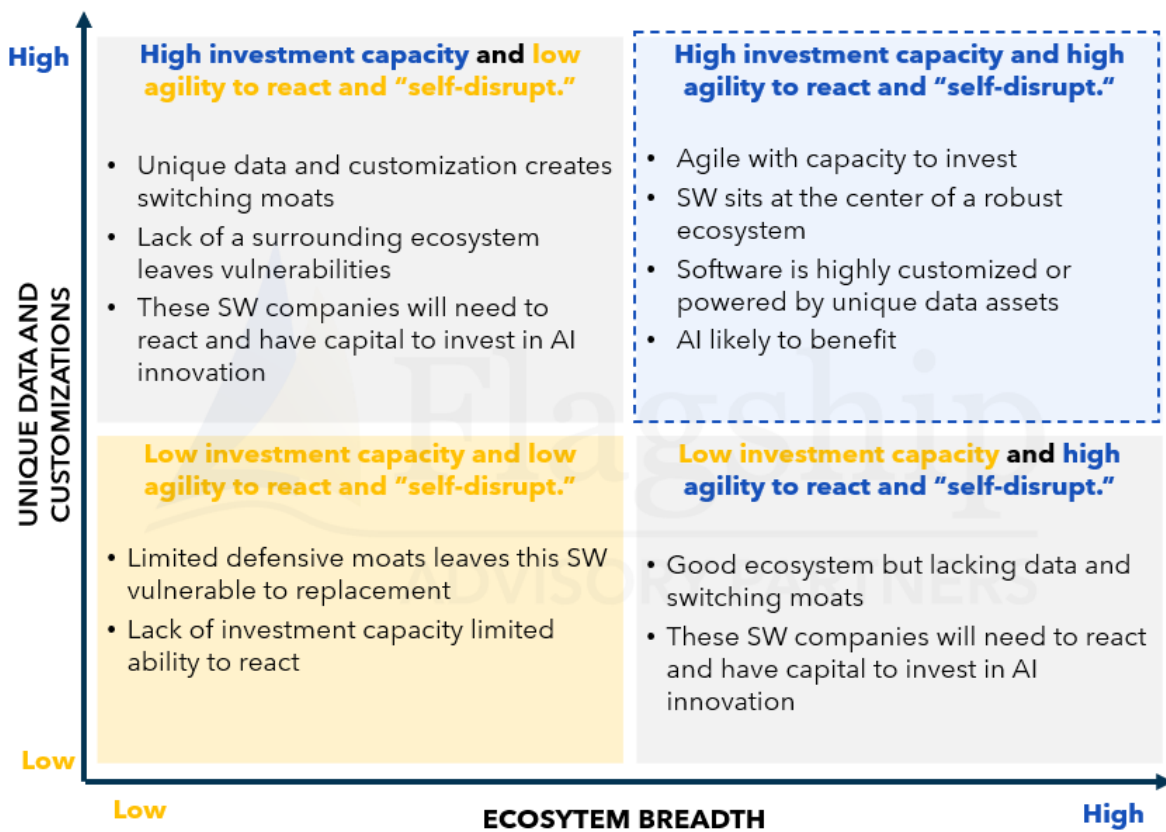 High
High investment capacity and low
agility to react and “self-disrupt.”
• Unique data and customization creates
switching moats
• Lack of a surrounding ecosystem
leaves vulnerabilities
• These SW companies will need to
react and have capital to invest in AI
innovation
High investment capacity and high
agility to react and “self-disrupt.“
• Agile with capacity to invest
• SW sits at the center of a robust
ecosystem
• Software is highly customized or
powered by unique data assets
• AI likely to benefit
UNIQUE DATA AND
CUSTOMIZATIONS
Low investment capacity and low
agility to react and “self-disrupt.”
• Limited defensive moats leaves this SW
vulnerable to replacement
• Lack of investment capacity limited
ability to react
Low investment capacity and high
agility to react and “self-disrupt.”
• Good ecosystem but lacking data and
switching moats
• These SW companies will need to react
and have capital to invest in AI
innovation
Flagship
ADVISORY PARTNERS
Low
Low
ECOSYTEM BREADTH
High